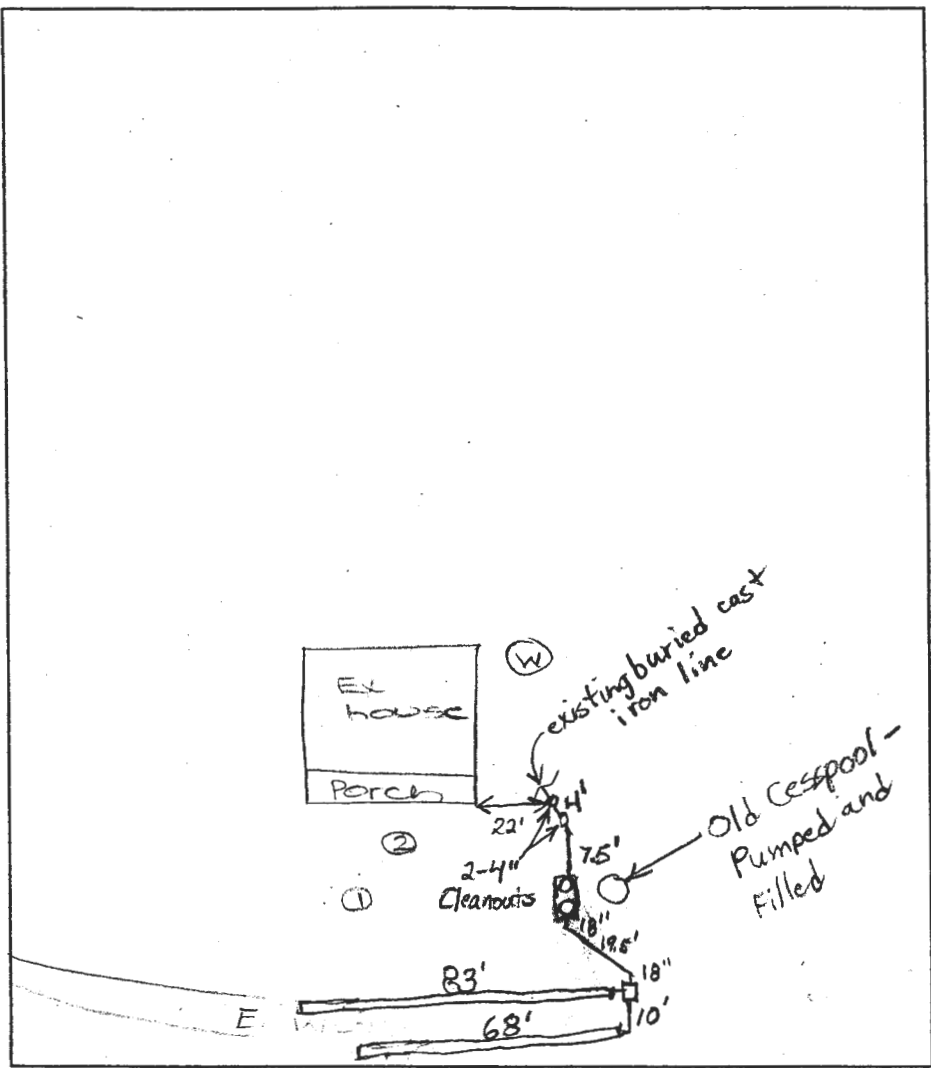 existing buried cast
iron line
W
Ex
house
Porch
22'
4'
2-4"
Cleanouts
7.5'
Old Cesspool -
Pumped and
Filled
2
1
18"
19.5'
18"
83'
10'
68'
E